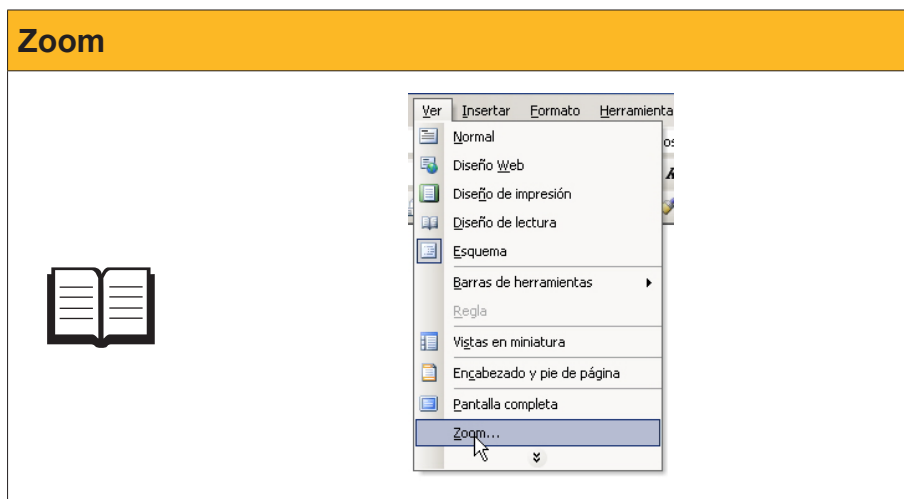 Zoom
Ver Insertar Formato Herramienta
Normal
Diseño Web
Diseño de impresión
Diseño de lectura
Esquema
Barras de herramientas
Regla
Vistas en miniatura
Encabezado y pie de página
Pantalla completa
Zoom...